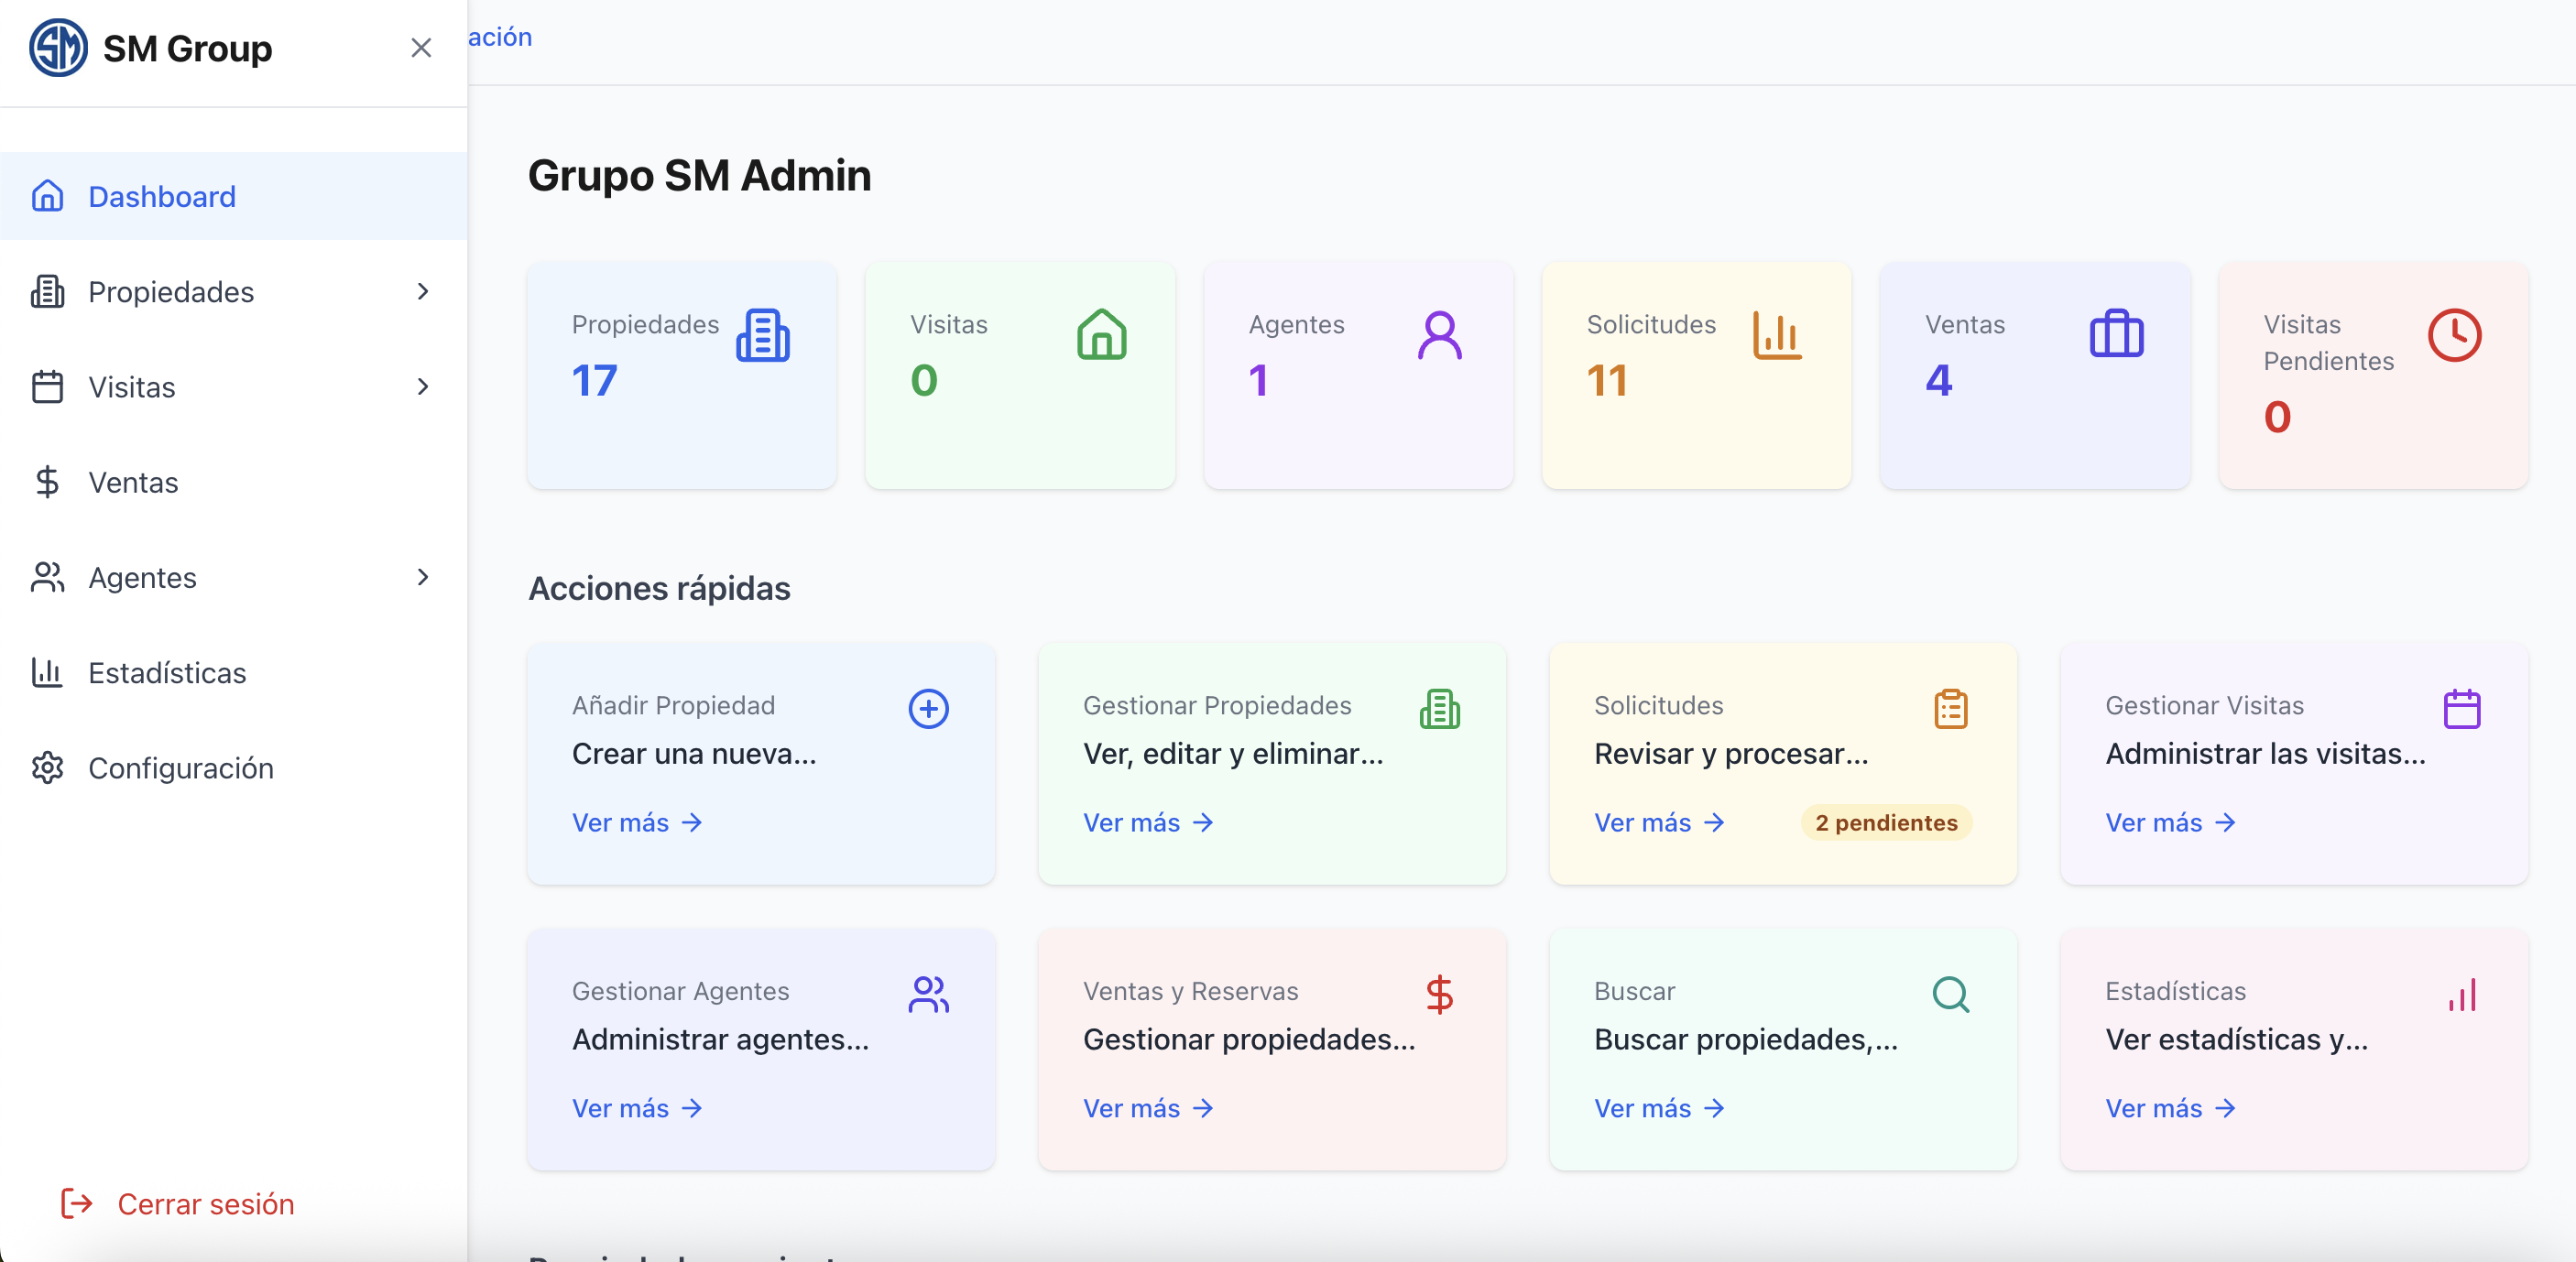 SM
SM Group
ación
Dashboard
Propiedades
Visitas
Ventas
Agentes
Estadísticas
Configuración
Cerrar sesión
Grupo SM Admin
Propiedades
17
Visitas
0
Agentes
1
Solicitudes
11
Ventas
4
Visitas
Pendientes
0
Acciones rápidas
Añadir Propiedad
Crear una nueva...
Ver más
Gestionar Propiedades
Ver, editar y eliminar...
Ver más
Solicitudes
Revisar y procesar...
Ver más
2 pendientes
Gestionar Visitas
Administrar las visitas...
Ver más
Gestionar Agentes
Administrar agentes...
Ver más
Ventas y Reservas
Gestionar propiedades...
Ver más
Buscar
Buscar propiedades,...
Ver más
Estadísticas
Ver estadísticas y...
Ver más